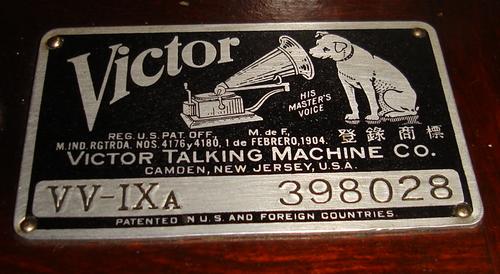 Victor
HIS
MASTER'S
VOICE
REG. U.S. PAT. OFF. M. de F, 登錄商標
M. IND. RGTRDA. NOS. 4176 y 4180, 1 de FEBRERO, 1904.
VICTOR TALKING MACHINE CO.
CAMDEN, NEW JERSEY, U.S.A.
VV-IXA 398028
PATENTED IN U.S. AND FOREIGN COUNTRIES